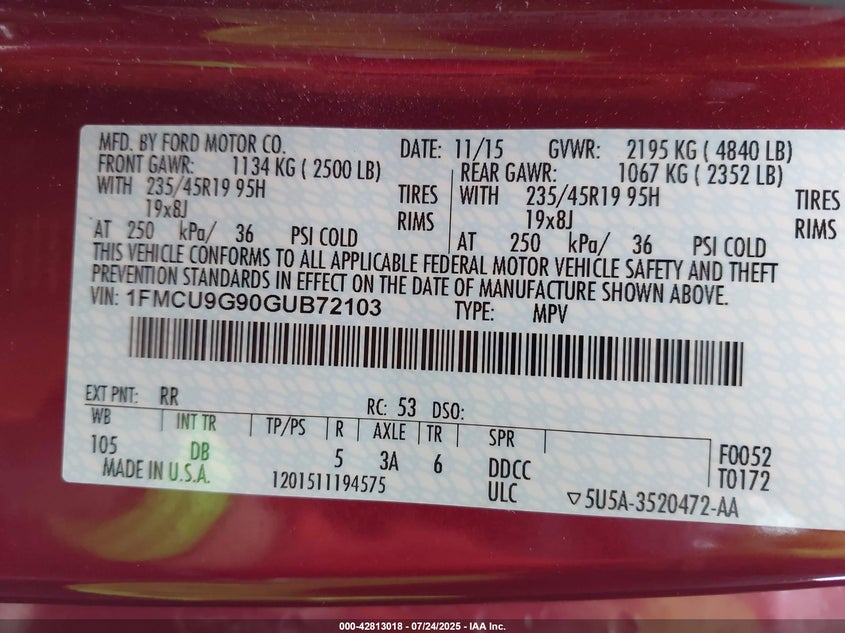 MFD. BY FORD MOTOR CO. DATE: 11/15 GVWR: 2195 KG ( 4840 LB)
FRONT GAWR: 1134 KG ( 2500 LB) REAR GAWR: 1067 KG ( 2352 LB)
WITH 235/45R19 95H TIRES WITH 235/45R19 95H TIRES
19x8J RIMS 19x8J RIMS
AT 250 kPa/ 36 PSI COLD AT 250 kPa/ 36 PSI COLD
THIS VEHICLE CONFORMS TO ALL APPLICABLE FEDERAL MOTOR VEHICLE SAFETY AND THEFT
PREVENTION STANDARDS IN EFFECT ON THE DATE OF MANUFACTURE SHOWN ABOVE.
VIN: 1FMCU9G90GUB72103 TYPE: MPV
EXT PNT: RR RC: 53 DSO:
WB INT TR TP/PS R AXLE TR SPR F0052
105 DB 5 3A 6 DDCC T0172
MADE IN U.S.A. 1201511194575 ULC ▽5U5A-3520472-AA
000-42813018 - 07/24/2025 - IAA Inc.